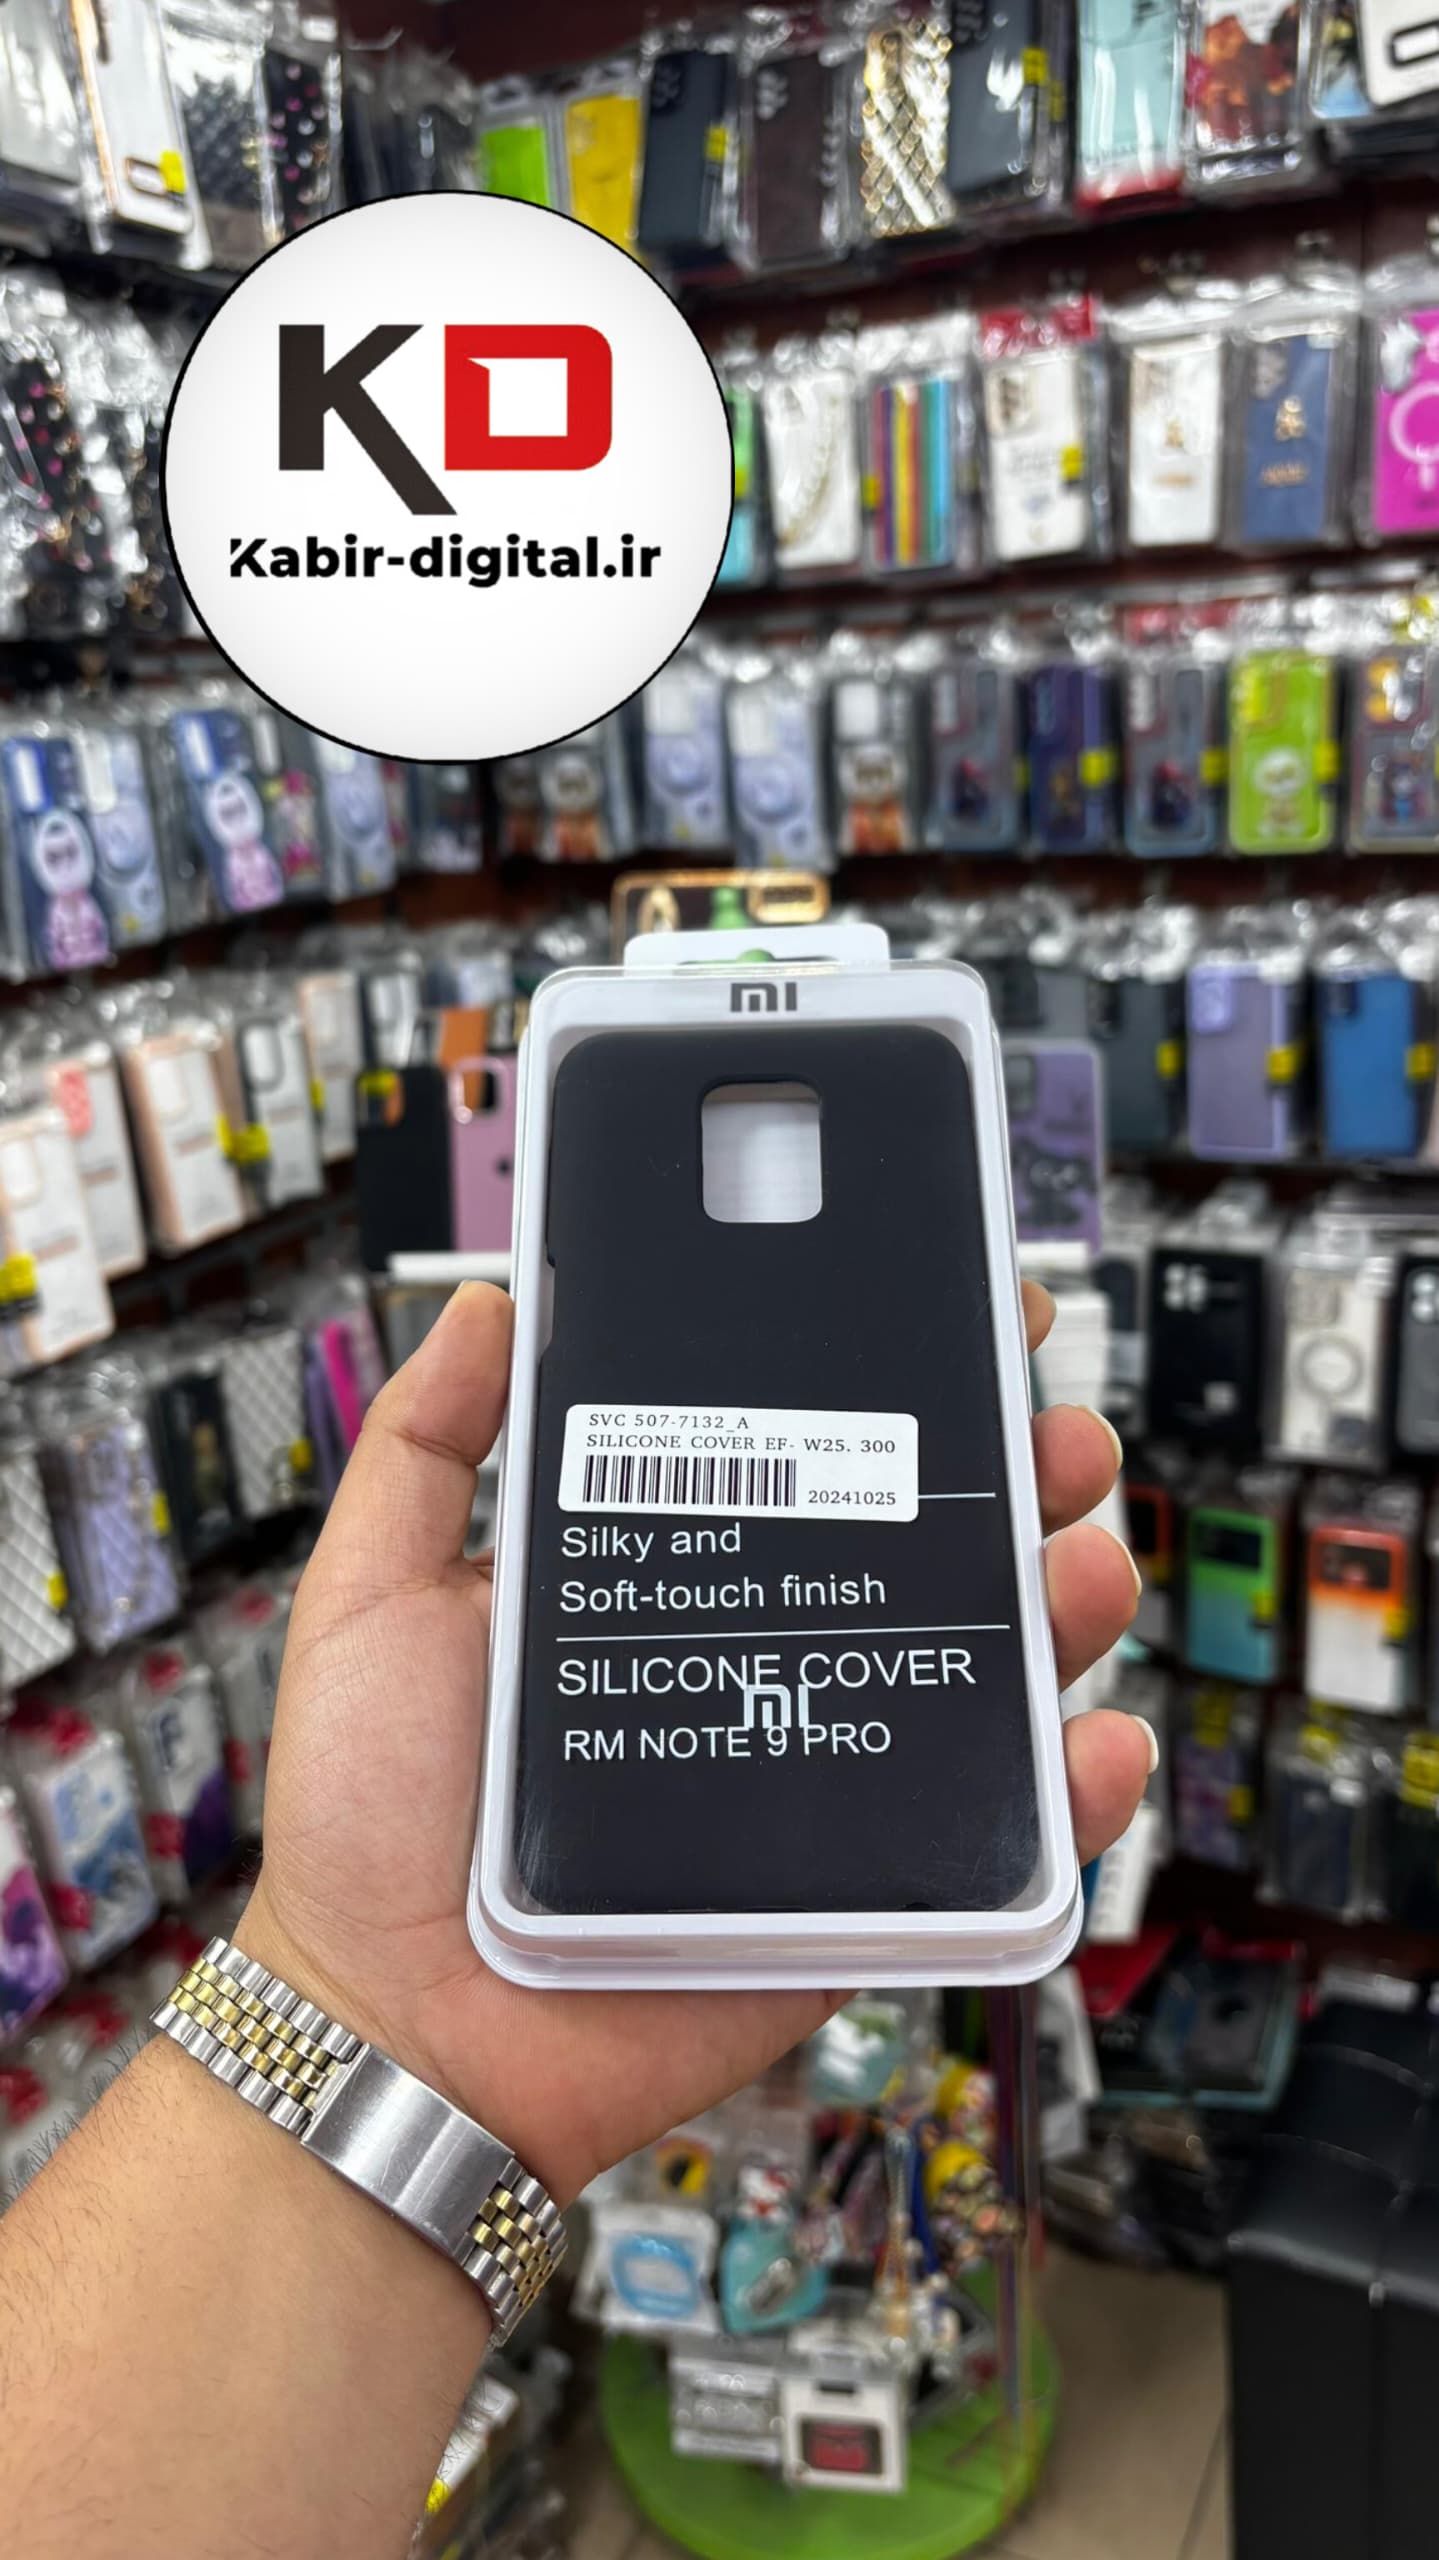 KD
Kabir-digital.ir
mi
SVC 507-7132_A
SILICONE COVER EF- W25. 300
20241025
Silky and
Soft-touch finish
SILICONE COVER
mi
RM NOTE 9 PRO